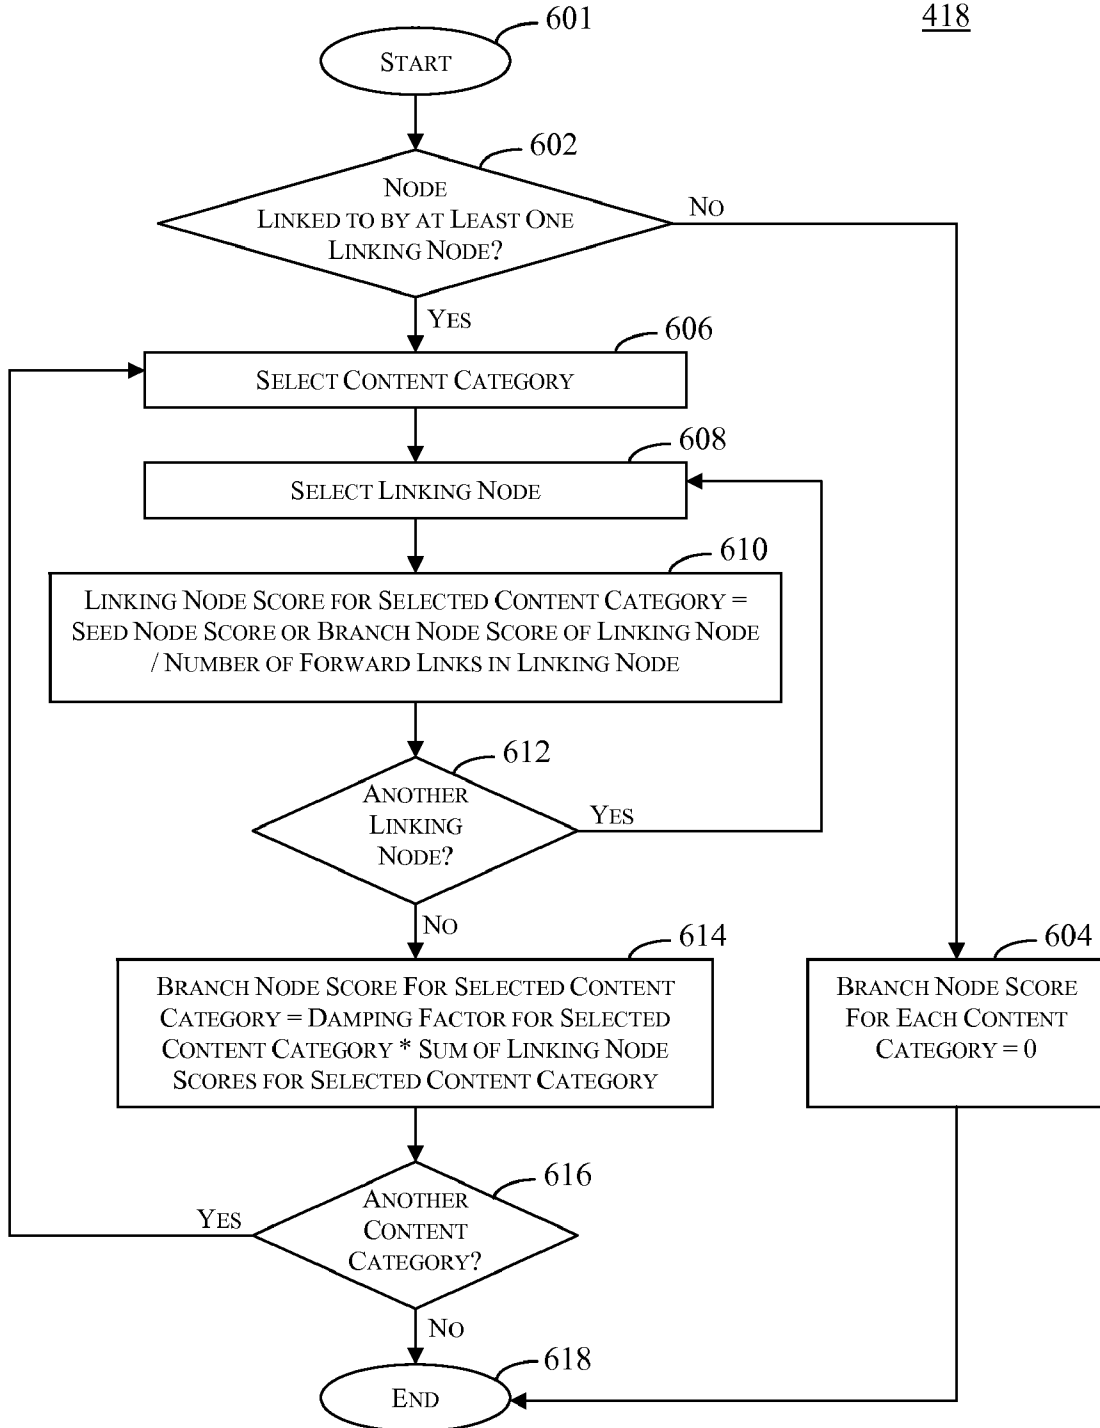 418
601
START
602
NODE
LINKED TO BY AT LEAST ONE
LINKING NODE?
NO
YES
606
SELECT CONTENT CATEGORY
608
SELECT LINKING NODE
610
LINKING NODE SCORE FOR SELECTED CONTENT CATEGORY =
SEED NODE SCORE OR BRANCH NODE SCORE OF LINKING NODE
/ NUMBER OF FORWARD LINKS IN LINKING NODE
612
ANOTHER
LINKING
NODE?
YES
NO
614
BRANCH NODE SCORE FOR SELECTED CONTENT
CATEGORY = DAMPING FACTOR FOR SELECTED
CONTENT CATEGORY * SUM OF LINKING NODE
SCORES FOR SELECTED CONTENT CATEGORY
604
BRANCH NODE SCORE
FOR EACH CONTENT
CATEGORY = 0
616
ANOTHER
CONTENT
CATEGORY?
YES
NO
618
END